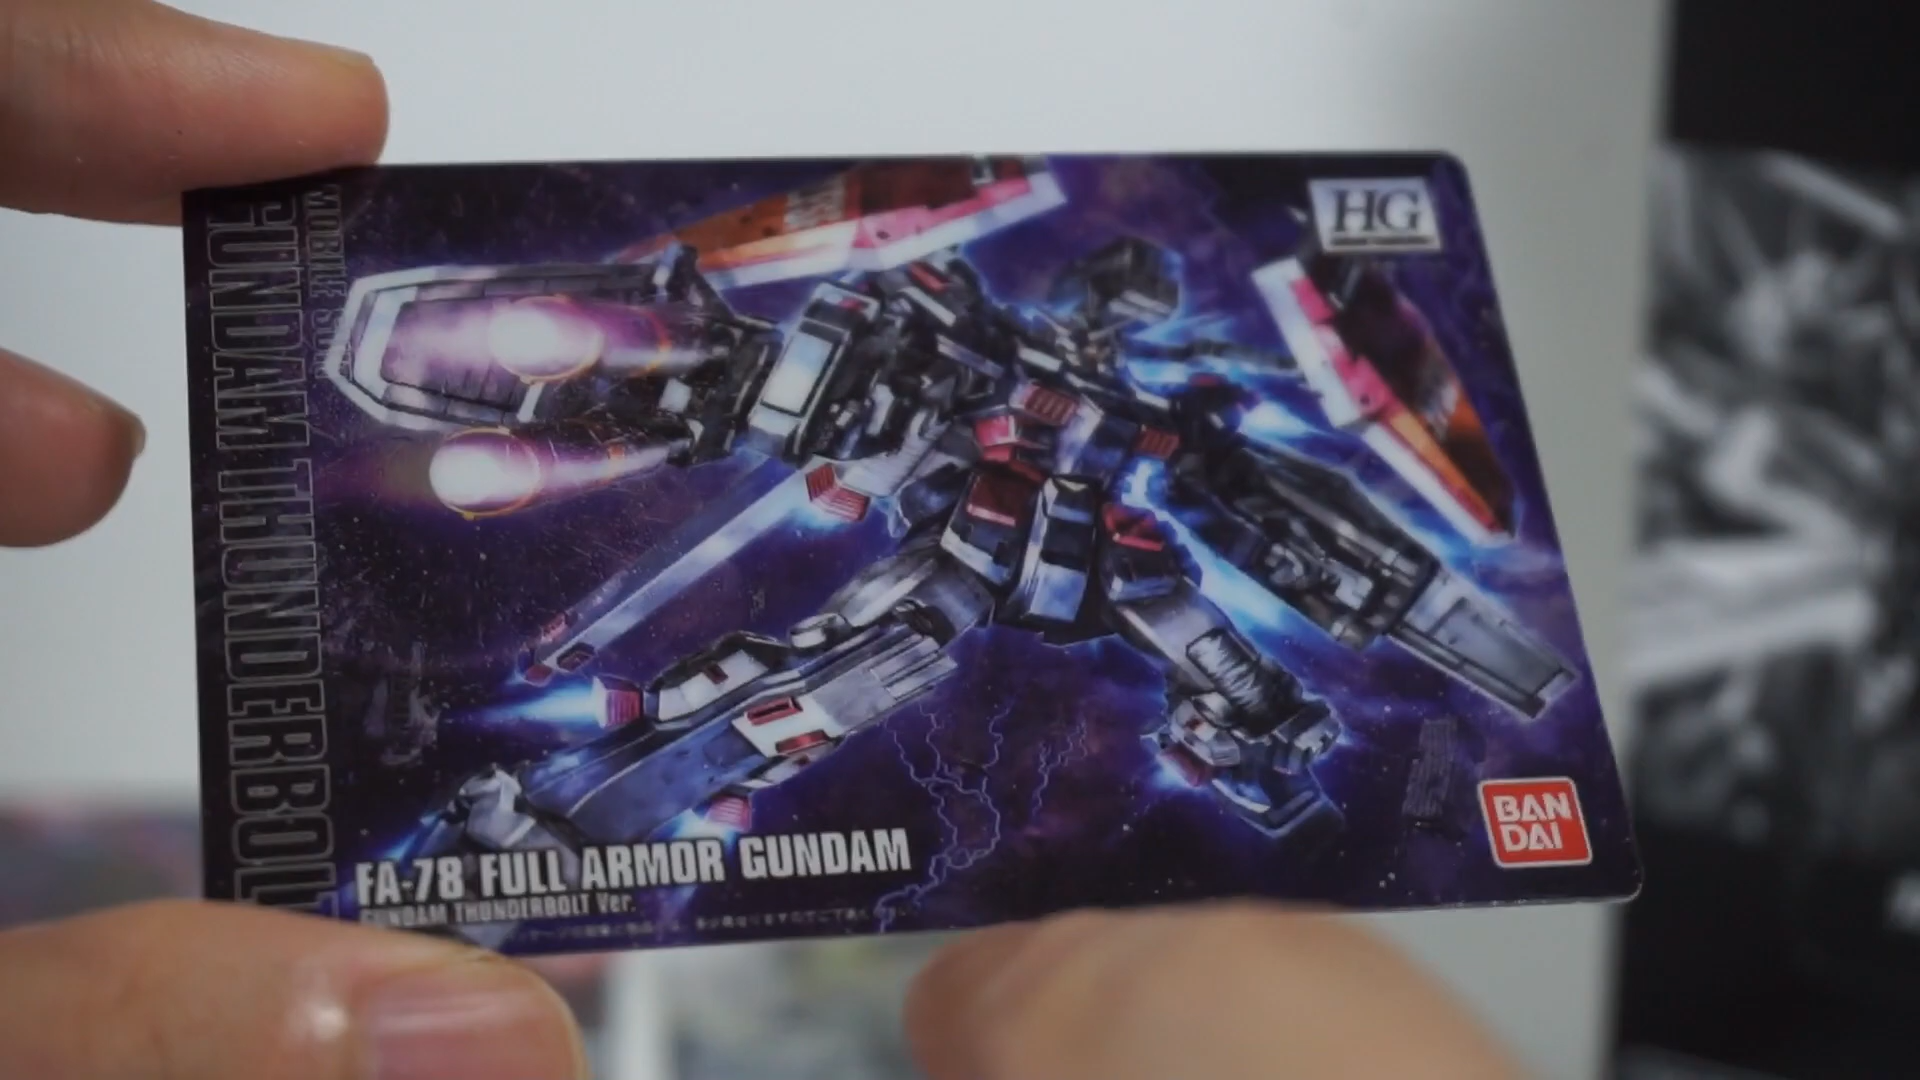 MOBILE SUIT
GUNDAM THUNDERBOLT
HG
BAN
DAI
FA-78 FULL ARMOR GUNDAM
GUNDAM THUNDERBOLT Ver.